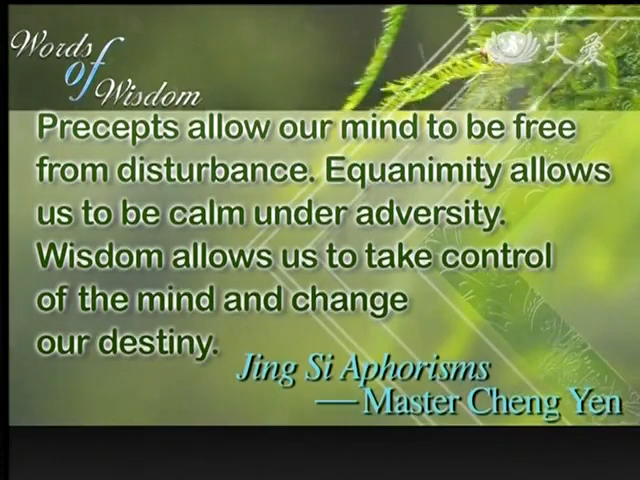 Words
of
Wisdom
大愛
Precepts allow our mind to be free
from disturbance. Equanimity allows
us to be calm under adversity.
Wisdom allows us to take control
of the mind and change
our destiny.
Jing Si Aphorisms
—Master Cheng Yen